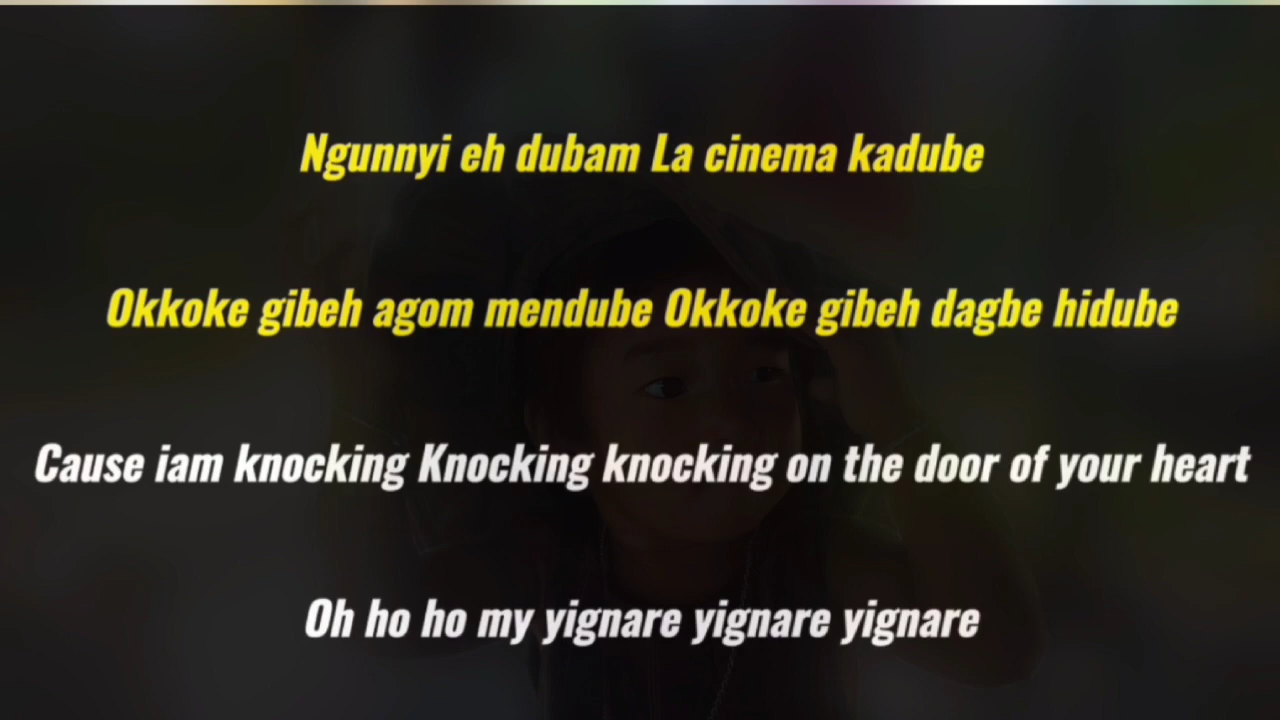 Ngunnyi eh dubam La cinema kadube
Okkoke gibeh agom mendube Okkoke gibeh dagbe hidube
Cause iam knocking Knocking knocking on the door of your heart
Oh ho ho my yignare yignare yignare